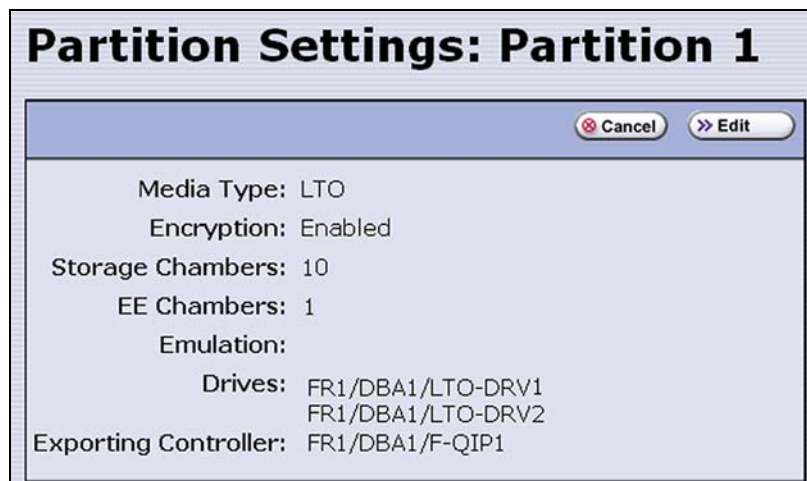 Partition Settings: Partition 1
Cancel Edit
Media Type: LTO
Encryption: Enabled
Storage Chambers: 10
EE Chambers: 1
Emulation:
Drives: FR1/DBA1/LTO-DRV1
FR1/DBA1/LTO-DRV2
Exporting Controller: FR1/DBA1/F-QIP1